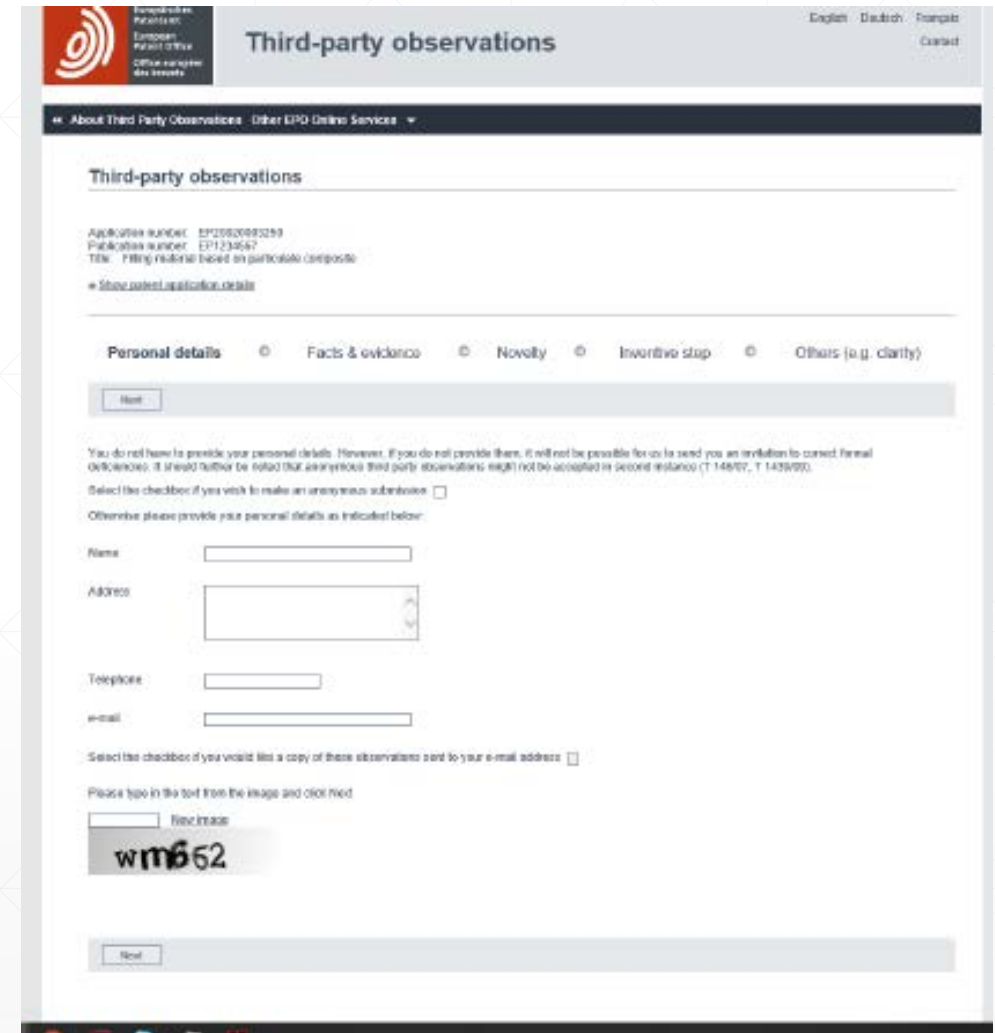 Europäisches
Patentamt
European
Patent Office
Office européen
des brevets
Third-party observations
English Deutsch Français
Contact
« About Third Party Observations Other EPO Online Services
Third-party observations
Application number:
Publication number: EP1234567
Title: Filling material based on particulate composite
Show patent application details
Personal details Facts & evidence Novelty Inventive step Others (e.g. clarity)
Next
You do not have to provide your personal details. However, if you do not provide them, it will not be possible for us to send you an invitation to correct formal
deficiencies. It should further be noted that anonymous third party observations might not be accepted in second instance (T 146/07, T 1439/09).
Select the checkbox if you wish to make an anonymous submission
Otherwise please provide your personal details as indicated below:
Name
Address
Telephone
e-mail
Select the checkbox if you would like a copy of these observations sent to your e-mail address
Please type in the text from the image and click Next
New image
wm662
Next